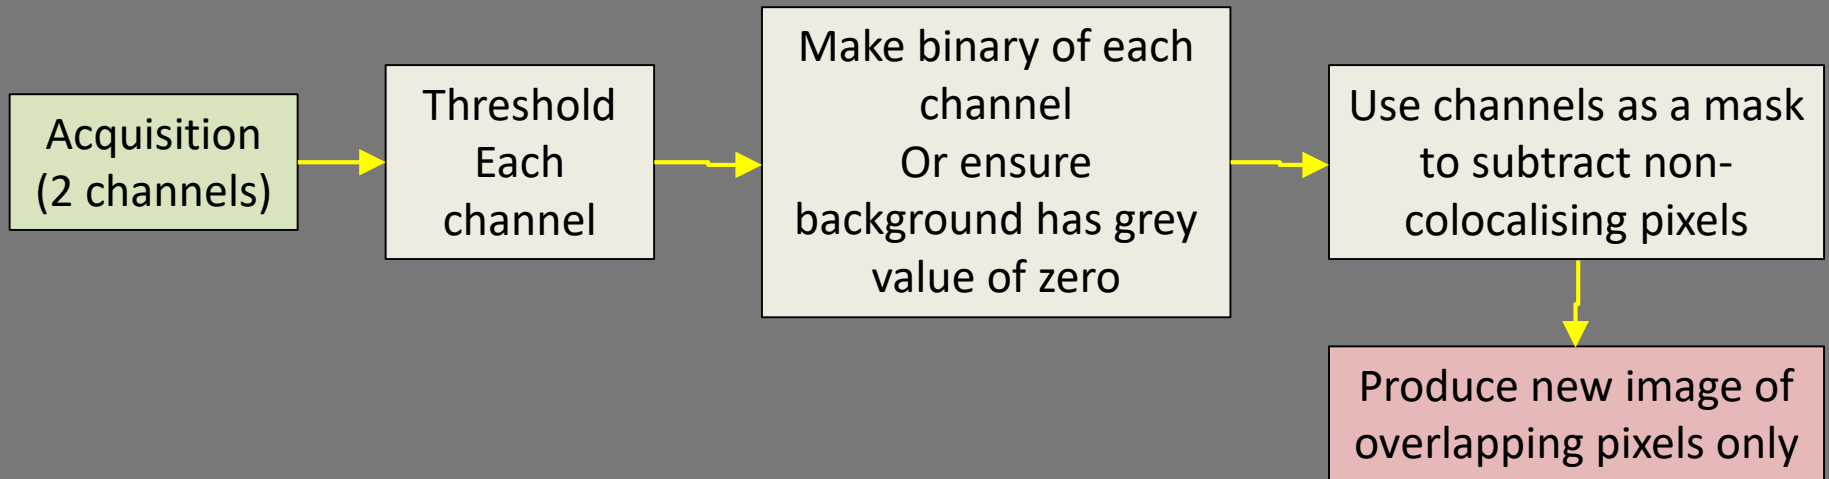 Acquisition
(2 channels)
Threshold
Each
channel
Make binary of each
channel
Or ensure
background has grey
value of zero
Use channels as a mask
to subtract non-
colocalising pixels
Produce new image of
overlapping pixels only